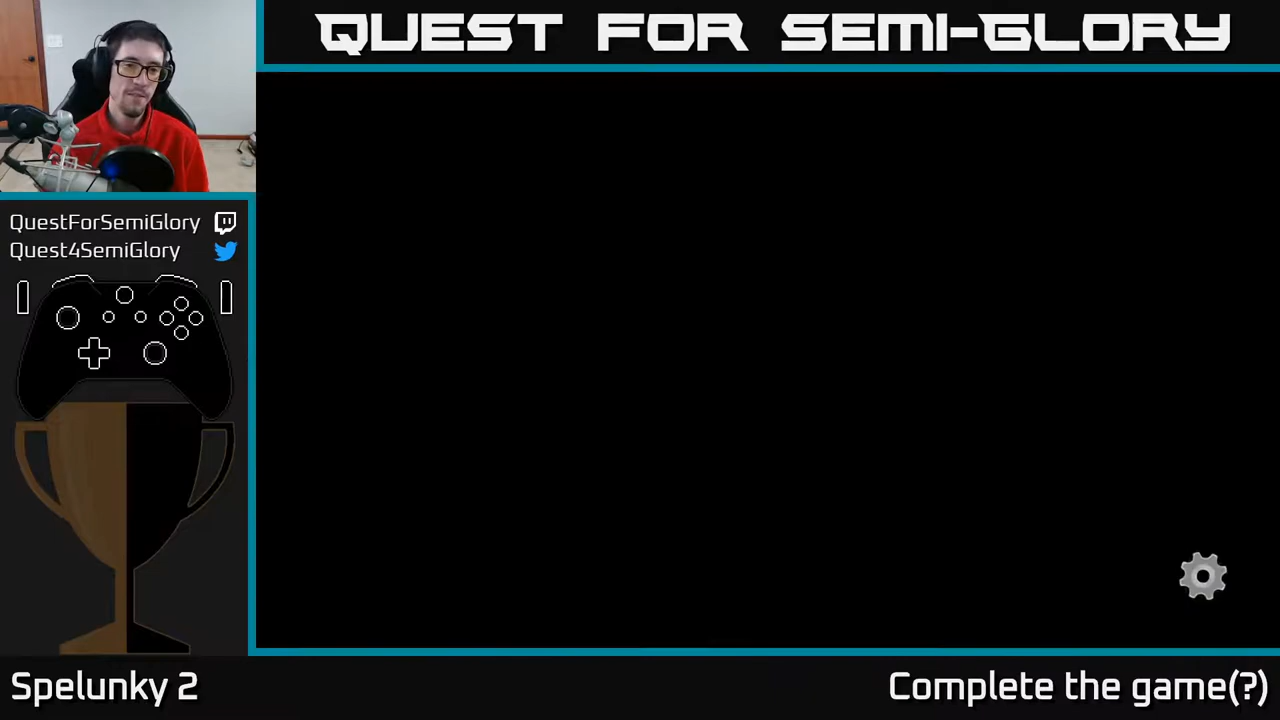 QUEST FOR SEMI-GLORY
QuestForSemiGlory
Quest4SemiGlory
Spelunky 2
Complete the game(?)